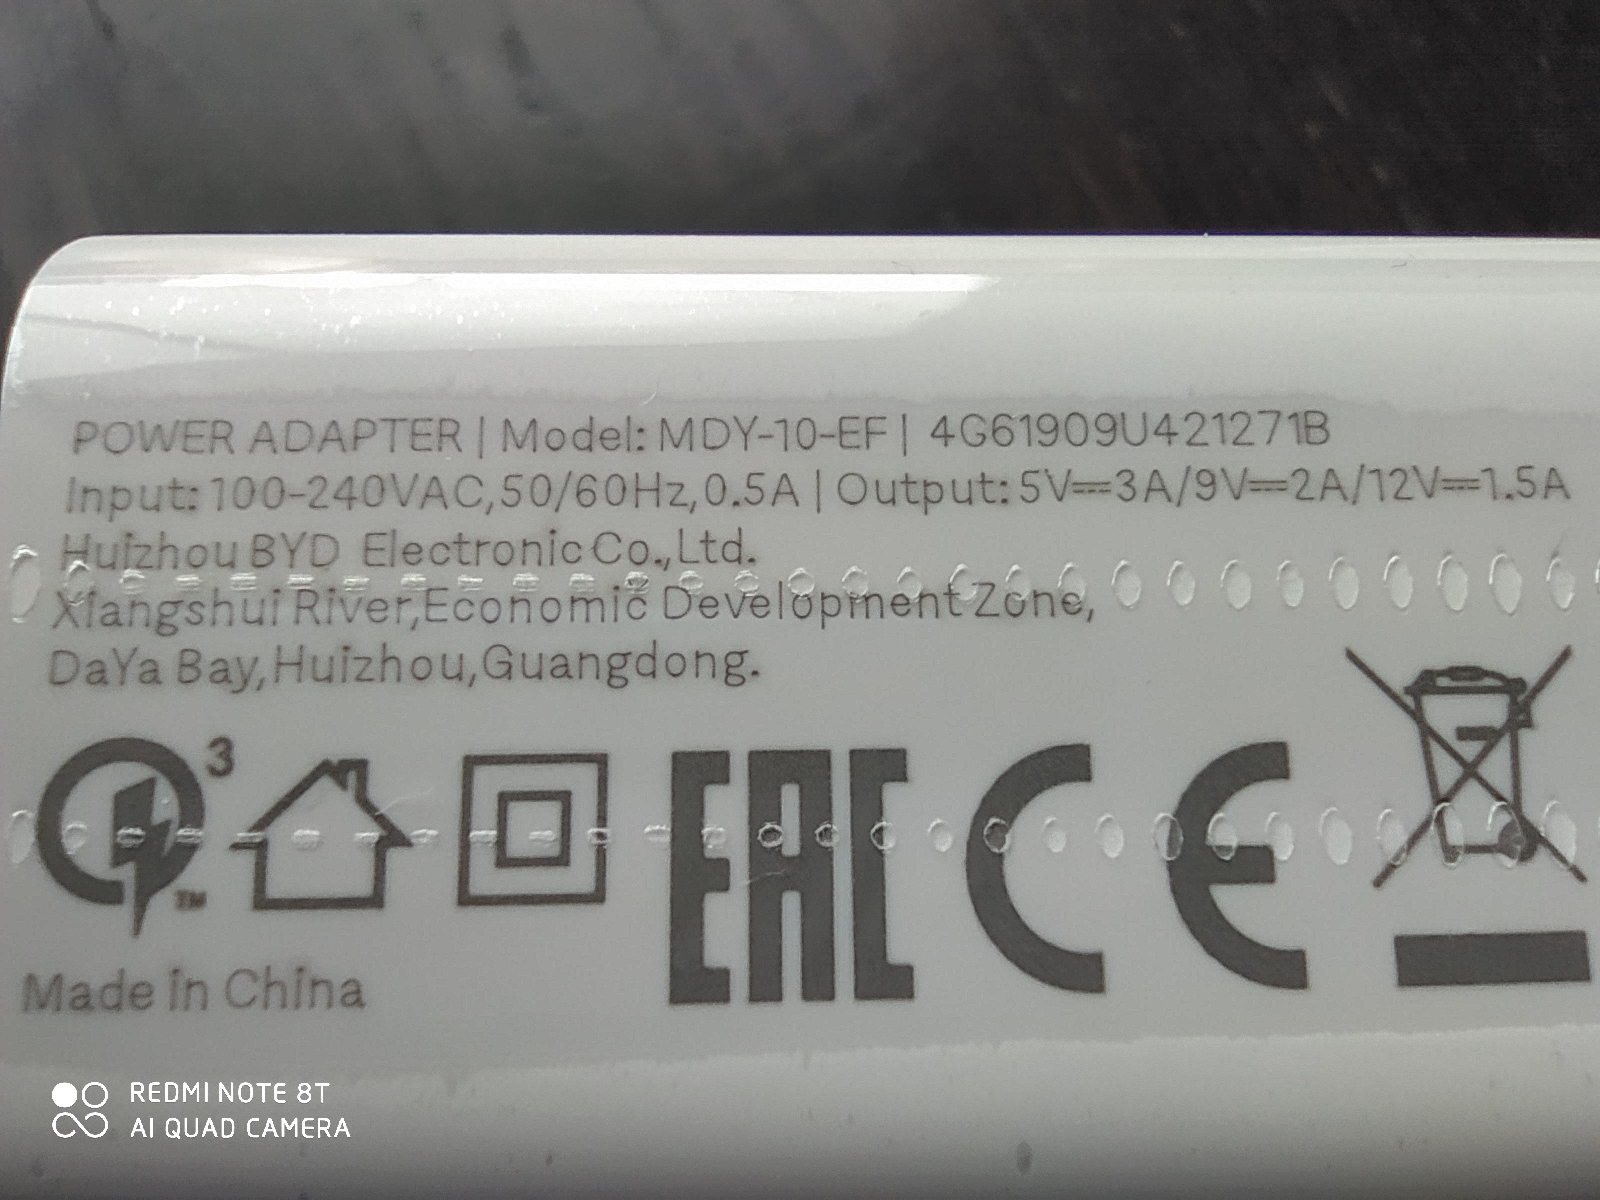 POWER ADAPTER | Model: MDY-10-EF | 4G61909U421271B
Input: 100-240VAC,50/60Hz,0.5A | Output: 5V⎓3A/9V⎓2A/12V⎓1.5A
Huizhou BYD Electronic Co.,Ltd.
Xiangshui River,Economic Development Zone,
DaYa Bay,Huizhou,Guangdong.
3
TM
EAC CE
Made in China
REDMI NOTE 8T
AI QUAD CAMERA